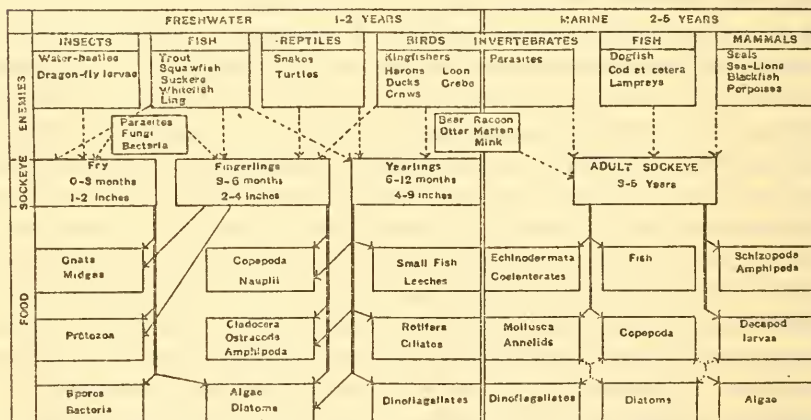 FRESHWATER 1-2 YEARS
MARINE 2-5 YEARS
ENEMIES
INSECTS
Water-beetles
Dragon-fly larvae
FISH
Trout
Squawfish
Suckers
Whitefish
Ling
REPTILES
Snakes
Turtles
BIRDS
Kingfishers
Herons Loon
Ducks Grebe
Crows
INVERTEBRATES
Parasites
FISH
Dogfish
Cod et cetera
Lampreys
MAMMALS
Seals
Sea-Lions
Blackfish
Porpoises
Parasites
Fungi
Bacteria
Bear Racoon
Otter Marten
Mink
SOCKEYE
Fry
0-3 months
1-2 inches
Fingerlings
3-6 months
2-4 inches
Yearlings
6-12 months
4-9 inches
ADULT SOCKEYE
3-5 Years
FOOD
Gnats
Midges
Copepoda
Nauplii
Small Fish
Leeches
Echinodermata
Coelenterates
Fish
Schizopoda
Amphipoda
Protozoa
Cladocera
Ostracoda
Amphipoda
Rotifera
Ciliates
Mollusca
Annelids
Copepoda
Decapod
larvae
Spores
Bacteria
Algae
Diatoms
Dinoflagellates
Dinoflagellates
Diatoms
Algae